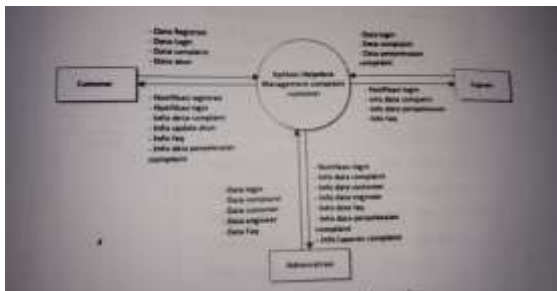 - Data Registrasi
- Data Login
- Data complaint
- Data akun
Customer
- Notifikasi registrasi
- Notifikasi login
- Info data complaint
- Info update akun
- Info faq
- Info data penyelesaian
complaint
Aplikasi Helpdesk
Management complaint
customer
- Data login
- Data complaint
- Data penyelesaian
complaint
- Notifikasi login
- Info data complaint
- Info data penyelesaian
- Info faq
- Data login
- Data complaint
- Data customer
- Data engineer
- Data Faq
- Notifikasi login
- Info data complaint
- Info data customer
- Info data engineer
- Info data faq
- Info data penyelesaian
complaint
- Info laporan complaint
Administrator